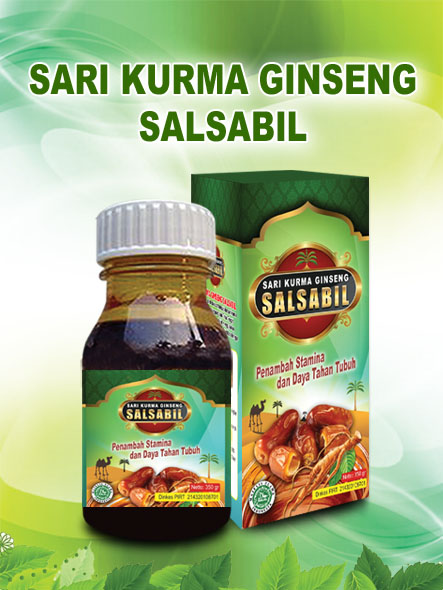 SARI KURMA GINSENG
SALSABIL
SARI KURMA GINSENG
SALSABIL
Penambah Stamina
dan Daya Tahan Tubuh
Netto: 350 gr
SARI KURMA GINSENG
SALSABIL
Penambah Stamina
dan Daya Tahan Tubuh
Netto: 350 gr